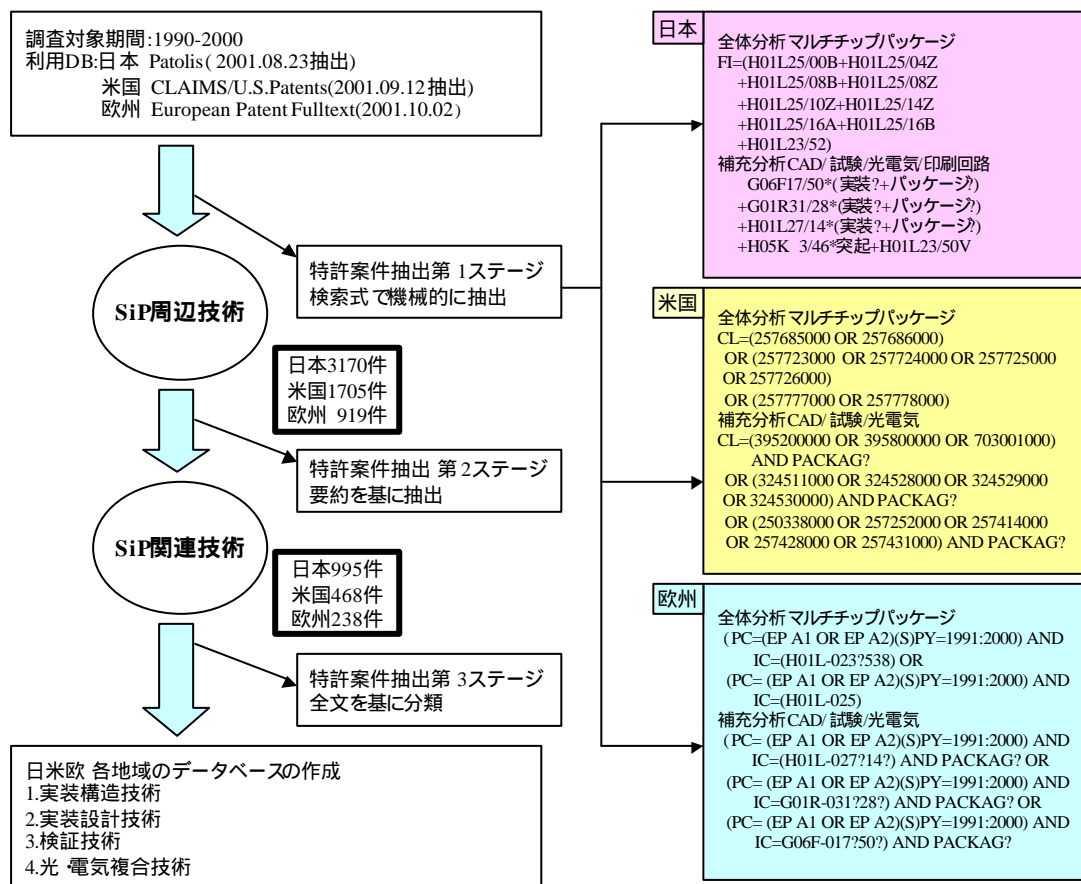 調査対象期間:1990-2000
利用DB:日本 Patolis( 2001.08.23抽出)
米国 CLAIMS/U.S.Patents(2001.09.12抽出)
欧州 European Patent Fulltext(2001.10.02)
特許案件抽出第1ステージ
検索式で機械的に抽出
SiP周辺技術
日本3170件
米国1705件
欧州 919件
特許案件抽出 第2ステージ
要約を基に抽出
SiP関連技術
日本995件
米国468件
欧州238件
特許案件抽出第3ステージ
全文を基に分類
日米欧 各地域のデータベースの作成
1.実装構造技術
2.実装設計技術
3.検証技術
4.光・電気複合技術
日本
全体分析 マルチチップパッケージ
FI=(H01L25/00B+H01L25/04Z
+H01L25/08B+H01L25/08Z
+H01L25/10Z+H01L25/14Z
+H01L25/16A+H01L25/16B
+H01L23/52)
補充分析CAD/試験/光電気/印刷回路
G06F17/50*(実装?+パッケージ?)
+G01R31/28*(実装?+パッケージ?)
+H01L27/14*(実装?+パッケージ?)
+H05K 3/46*突起+H01L23/50V
米国
全体分析 マルチチップパッケージ
CL=(257685000 OR 257686000)
OR (257723000 OR 257724000 OR 257725000
OR 257726000)
OR (257777000 OR 257778000)
補充分析CAD/試験/光電気
CL=(395200000 OR 395800000 OR 703001000)
AND PACKAG?
OR (324511000 OR 324528000 OR 324529000
OR 324530000) AND PACKAG?
OR (250338000 OR 257252000 OR 257414000
OR 257428000 OR 257431000) AND PACKAG?
欧州
全体分析 マルチチップパッケージ
(PC=(EP A1 OR EP A2)(S)PY=1991:2000) AND
IC=(H01L-023?538) OR
(PC= (EP A1 OR EP A2)(S)PY=1991:2000) AND
IC=(H01L-025)
補充分析CAD/試験/光電気
(PC= (EP A1 OR EP A2)(S)PY=1991:2000) AND
IC=(H01L-027?14?) AND PACKAG? OR
(PC= (EP A1 OR EP A2)(S)PY=1991:2000) AND
IC=G01R-031?28?) AND PACKAG? OR
(PC= (EP A1 OR EP A2)(S)PY=1991:2000) AND
IC=G06F-017?50?) AND PACKAG?